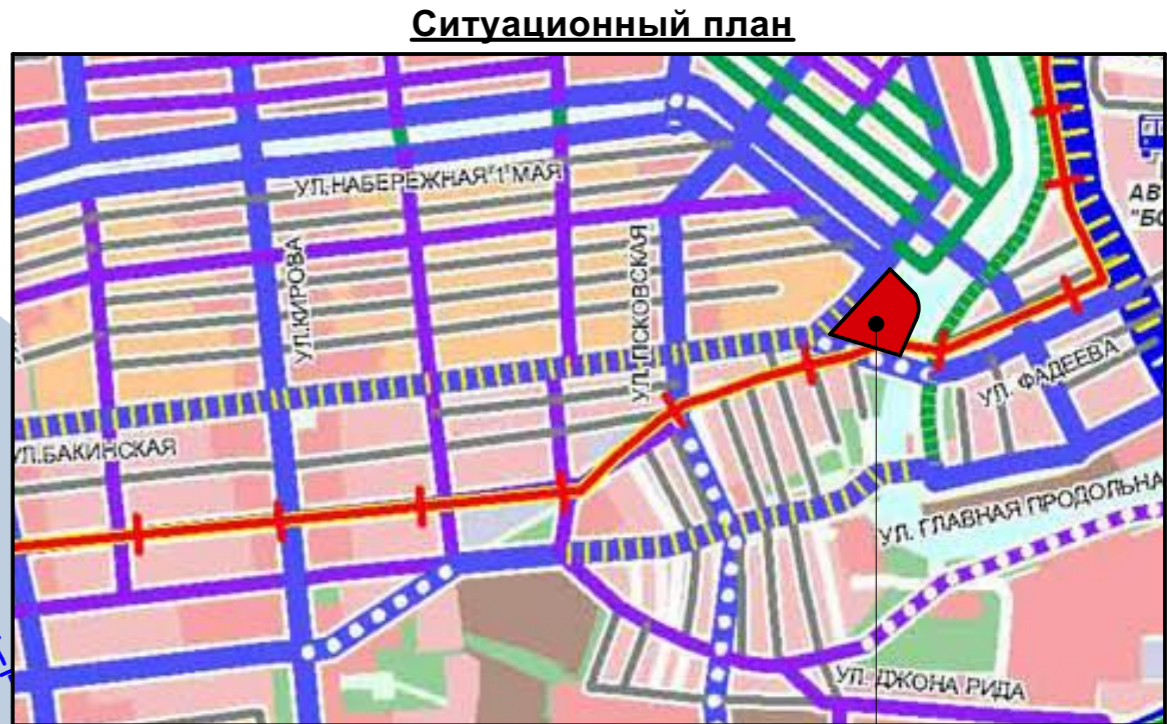 Ситуационный план
УЛ.НАБЕРЕЖНАЯ "1 МАЯ
АВ
"БО
УЛ.КИРОВА
УЛ.ПСКОВСКАЯ
УЛ. ФАДЕЕВА
УЛ.БАКИНСКАЯ
УЛ. ГЛАВНАЯ ПРОДОЛЬНА
УЛ. ДЖОНА РИДА